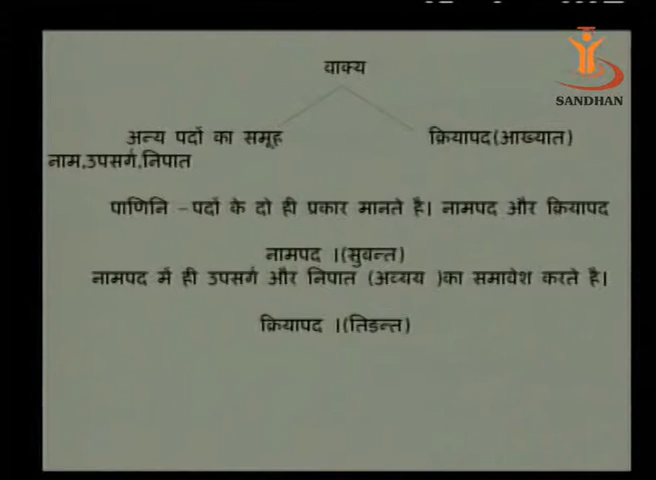 वाक्य
SANDHAN
अन्य पदों का समूह
क्रियापद(आख्यात)
नाम,उपसर्ग,निपात
पाणिनि – पदों के दो ही प्रकार मानते है। नामपद और क्रियापद
नामपद ।(सुबन्त)
नामपद में ही उपसर्ग और निपात (अव्यय )का समावेश करते है।
क्रियापद ।(तिडन्त)